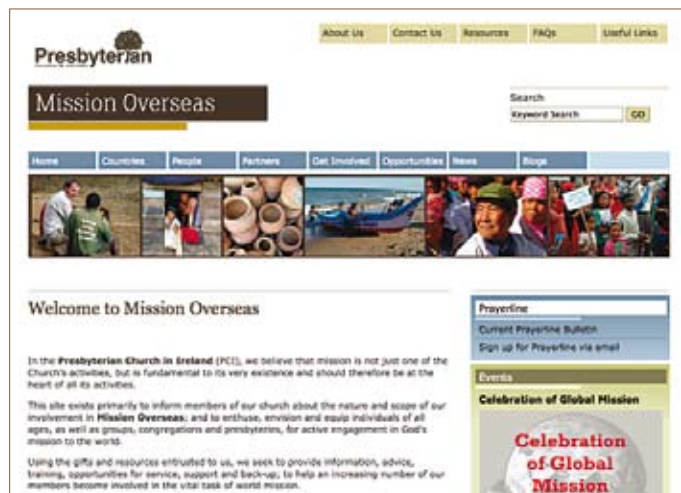 About Us Contact Us Resources FAQs Useful Links
Presbyterian
Mission Overseas
Search
Keyword Search GO
Home Countries People Partners Get Involved Opportunities News Blogs
Welcome to Mission Overseas
In the Presbyterian Church in Ireland (PCI), we believe that mission is not just one of the
Church's activities, but is fundamental to its very existence and should therefore be at the
heart of all its activities.
This site exists primarily to inform members of our church about the nature and scope of our
involvement in Mission Overseas; and to enthuse, envision and equip individuals of all
ages, as well as groups, congregations and presbyteries, for active engagement in God's
mission to the world.
Using the gifts and resources entrusted to us, we seek to provide information, advice,
training, opportunities for service, support and back-up; to help an increasing number of our
members become involved in the vital task of world mission.
Prayerline
Current Prayerline Bulletin
Sign up for Prayerline via email
Events
Celebration of Global Mission
Celebration
of Global
Mission